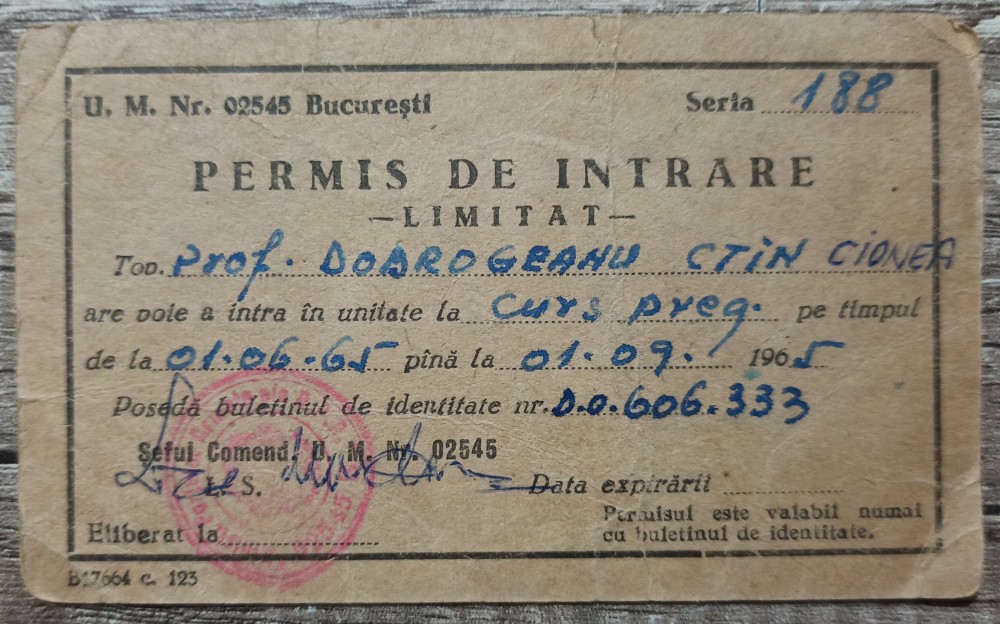 U. M. Nr. 02545 București Seria 188
PERMIS DE INTRARE
—LIMITAT—
Tov. Prof. DOBROGEANU CTIN CIONEA
are voie a intra în unitate la Curs preg. pe timpul
de la 01.06.65 pînă la 01.09. 1965
Posedă buletinul de identitate nr. D.O.606.333
Șeful Comend. U. M. Nr. 02545
L. S.
Data expirării
Eliberat la
Permisul este valabil numai
cu buletinul de identitate.
B17664 c. 123